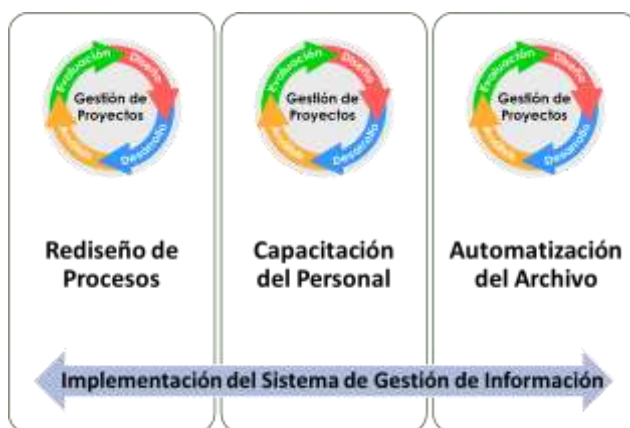 Evaluación
Diseño
Gestión de
Proyectos
Desarrollo
Rediseño de
Procesos
Evaluación
Diseño
Gestión de
Proyectos
Desarrollo
Capacitación
del Personal
Evaluación
Diseño
Gestión de
Proyectos
Desarrollo
Automatización
del Archivo
Implementación del Sistema de Gestión de Información